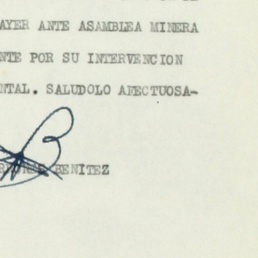 AYER ANTE ASAMBLEA MINERA
NTE POR SU INTERVENCION
NTAL. SALUDOLO AFECTUOSA-
BENITEZ